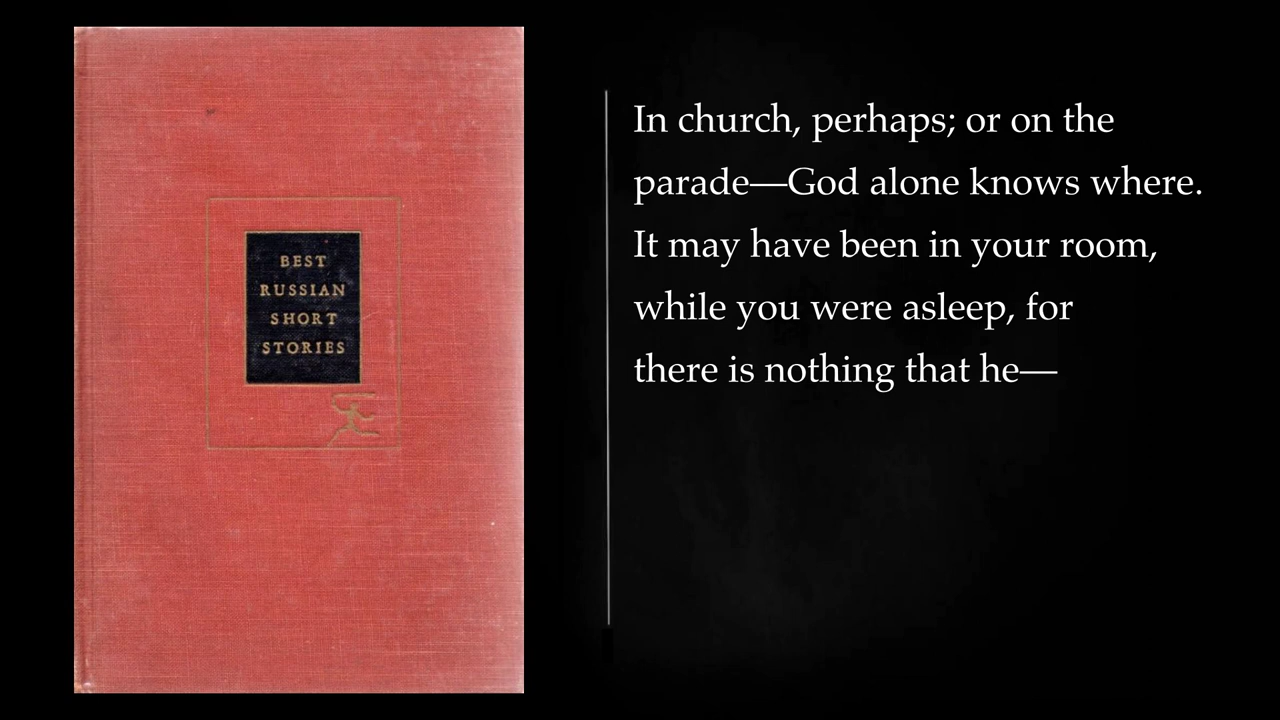 BEST
RUSSIAN
SHORT
STORIES
In church, perhaps; or on the
parade—God alone knows where.
It may have been in your room,
while you were asleep, for
there is nothing that he—